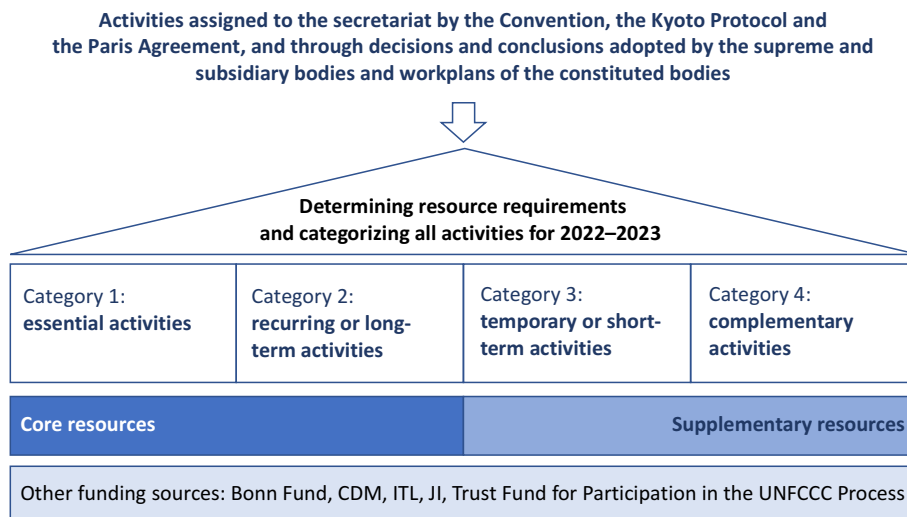 Activities assigned to the secretariat by the Convention, the Kyoto Protocol and
the Paris Agreement, and through decisions and conclusions adopted by the supreme and
subsidiary bodies and workplans of the constituted bodies
Determining resource requirements
and categorizing all activities for 2022–2023
Category 1:
essential activities
Category 2:
recurring or long-
term activities
Category 3:
temporary or short-
term activities
Category 4:
complementary
activities
Core resources
Supplementary resources
Other funding sources: Bonn Fund, CDM, ITL, JI, Trust Fund for Participation in the UNFCCC Process